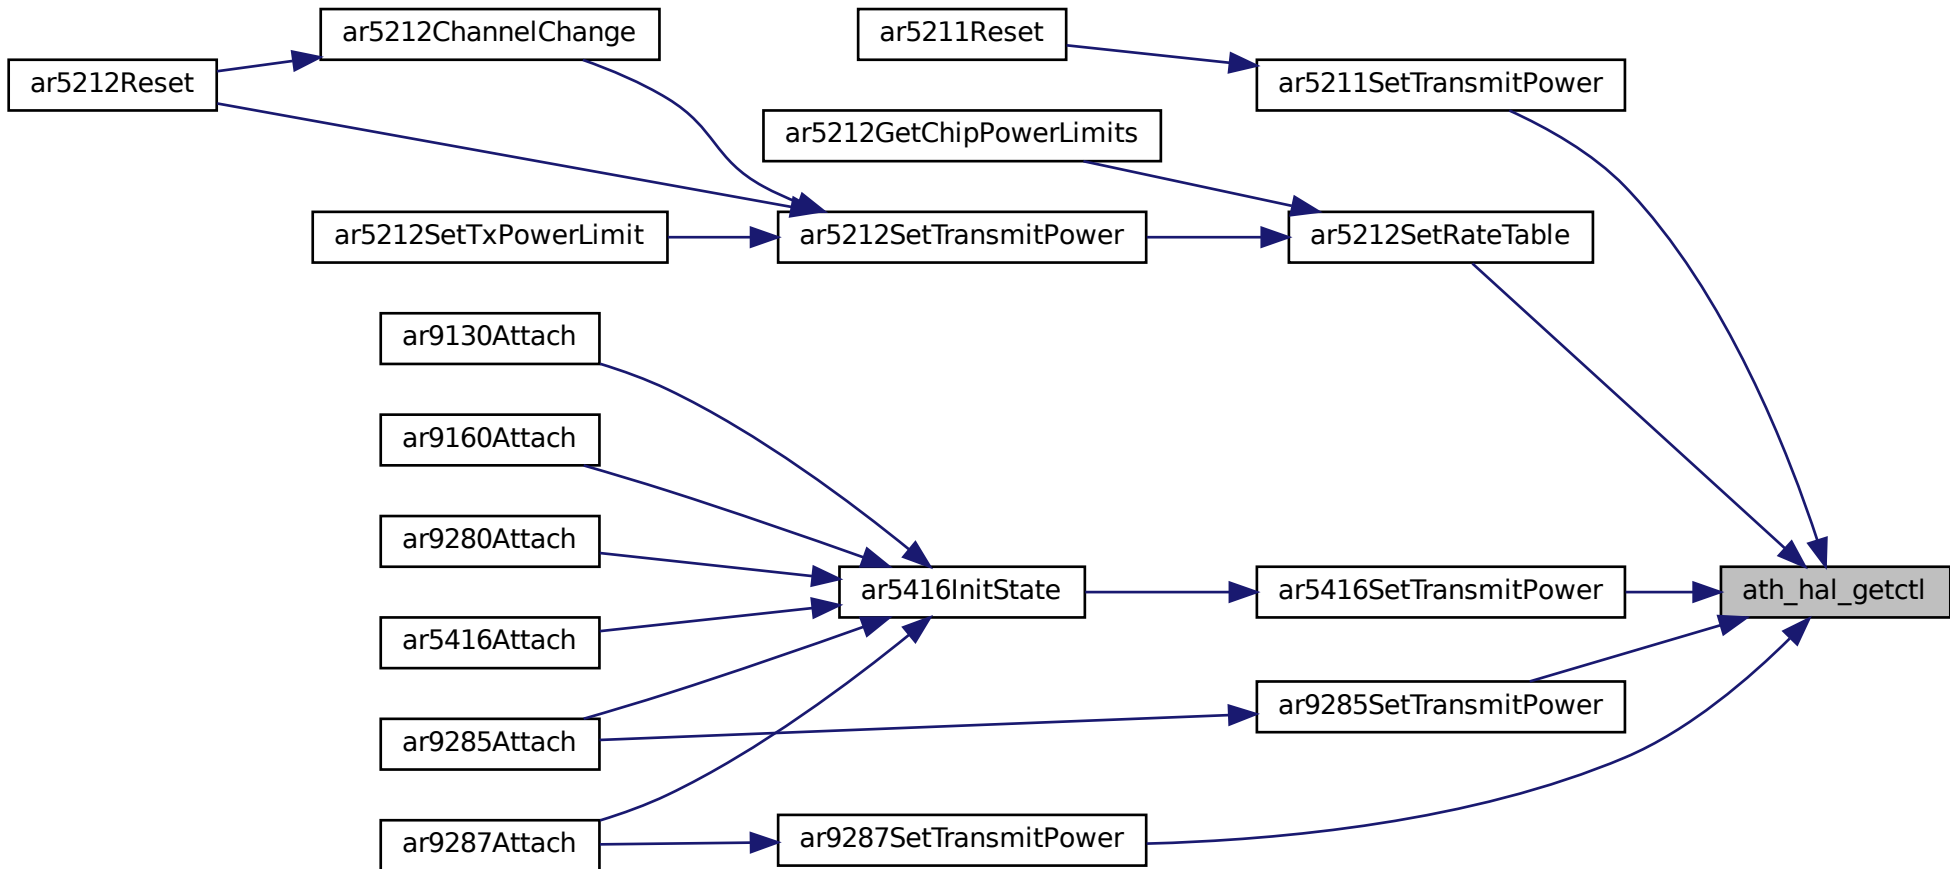 ar5212ChannelChange
ar5211Reset
ar5212Reset
ar5211SetTransmitPower
ar5212GetChipPowerLimits
ar5212SetTxPowerLimit
ar5212SetTransmitPower
ar5212SetRateTable
ar9130Attach
ar9160Attach
ar9280Attach
ar5416InitState
ar5416SetTransmitPower
ath_hal_getctl
ar5416Attach
ar9285SetTransmitPower
ar9285Attach
ar9287SetTransmitPower
ar9287Attach